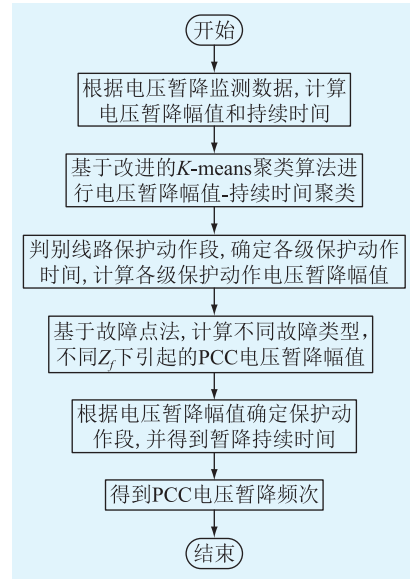 开始
根据电压暂降监测数据,计算
电压暂降幅值和持续时间
基于改进的K-means聚类算法进
行电压暂降幅值-持续时间聚类
判别线路保护动作段,确定各级保护动作
时间,计算各级保护动作电压暂降幅值
基于故障点法,计算不同故障类型,
不同Zf下引起的PCC电压暂降幅值
根据电压暂降幅值确定保护动
作段,并得到暂降持续时间
得到PCC电压暂降频次
结束